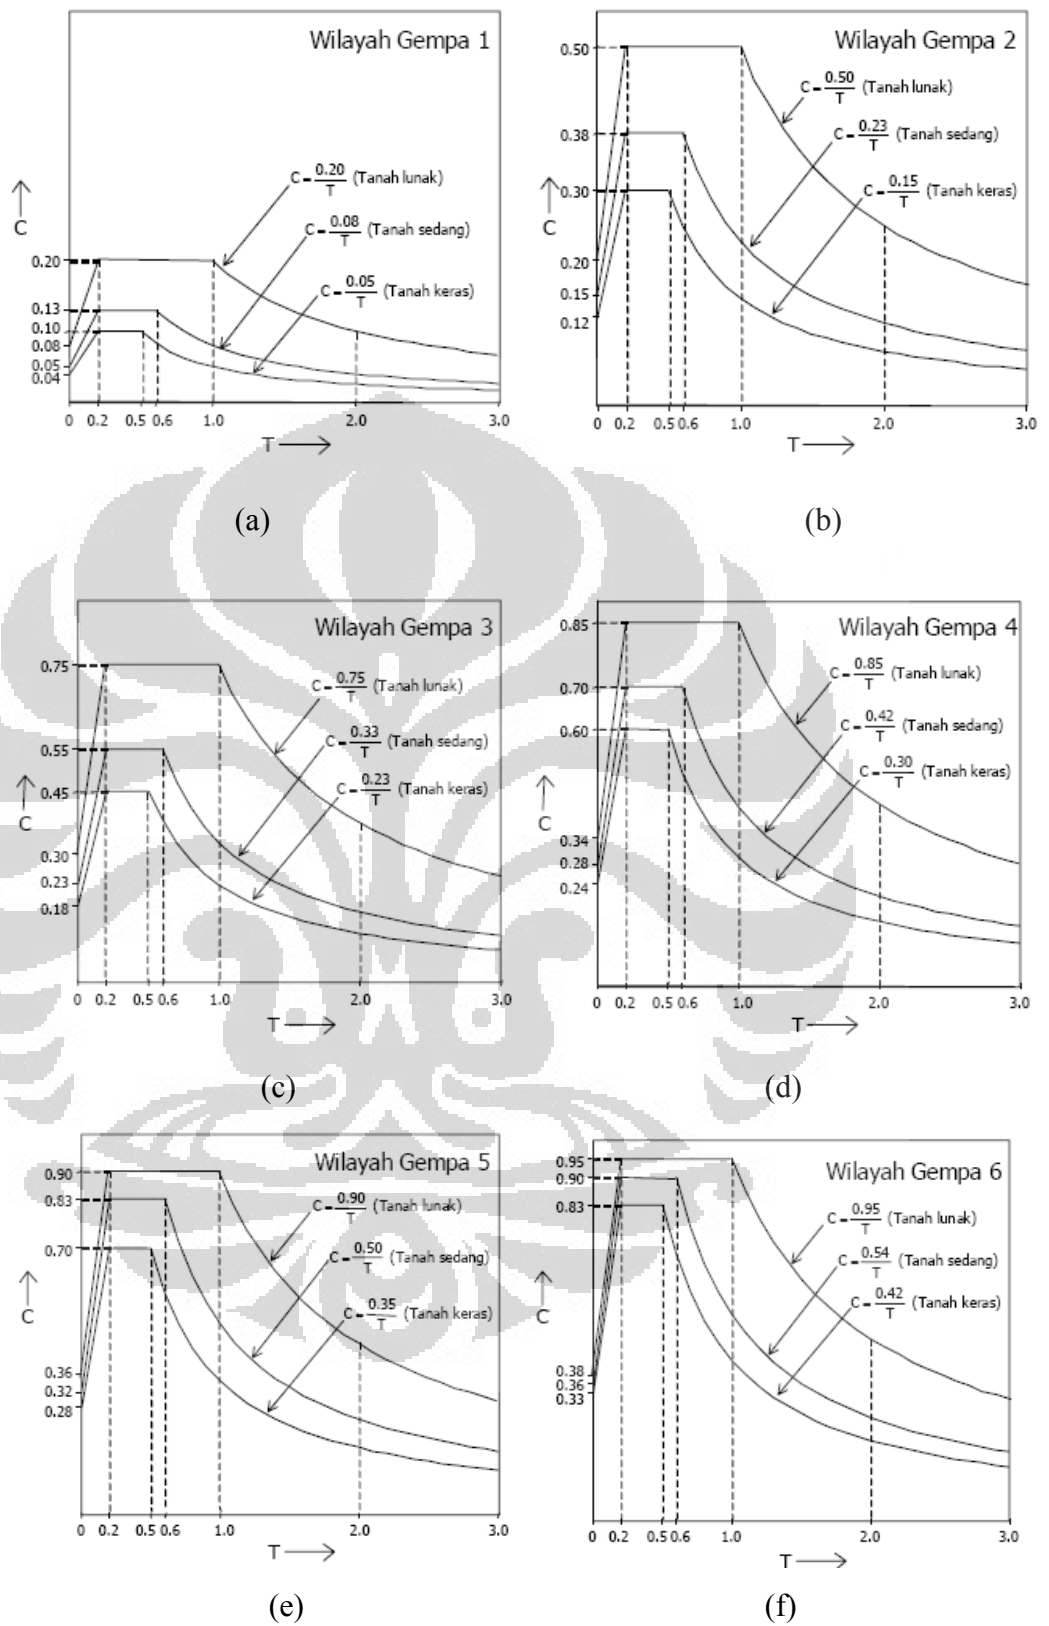 Wilayah Gempa 1
C = 0.20/T (Tanah lunak)
C = 0.08/T (Tanah sedang)
C = 0.05/T (Tanah keras)
C
0.20
0.13
0.10
0.08
0.05
0.04
0 0.2 0.5 0.6 1.0 2.0 3.0
T
(a)
Wilayah Gempa 2
C = 0.50/T (Tanah lunak)
C = 0.23/T (Tanah sedang)
C = 0.15/T (Tanah keras)
C
0.50
0.38
0.30
0.20
0.15
0.12
0 0.2 0.5 0.6 1.0 2.0 3.0
T
(b)
Wilayah Gempa 3
C = 0.75/T (Tanah lunak)
C = 0.33/T (Tanah sedang)
C = 0.23/T (Tanah keras)
C
0.75
0.55
0.45
0.30
0.23
0.18
0 0.2 0.5 0.6 1.0 2.0 3.0
T
(c)
Wilayah Gempa 4
C = 0.85/T (Tanah lunak)
C = 0.42/T (Tanah sedang)
C = 0.30/T (Tanah keras)
C
0.85
0.70
0.60
0.34
0.28
0.24
0 0.2 0.5 0.6 1.0 2.0 3.0
T
(d)
Wilayah Gempa 5
C = 0.90/T (Tanah lunak)
C = 0.50/T (Tanah sedang)
C = 0.35/T (Tanah keras)
C
0.90
0.83
0.70
0.36
0.32
0.28
0 0.2 0.5 0.6 1.0 2.0 3.0
T
(e)
Wilayah Gempa 6
C = 0.95/T (Tanah lunak)
C = 0.54/T (Tanah sedang)
C = 0.42/T (Tanah keras)
C
0.95
0.90
0.83
0.38
0.36
0.33
0 0.2 0.5 0.6 1.0 2.0 3.0
T
(f)